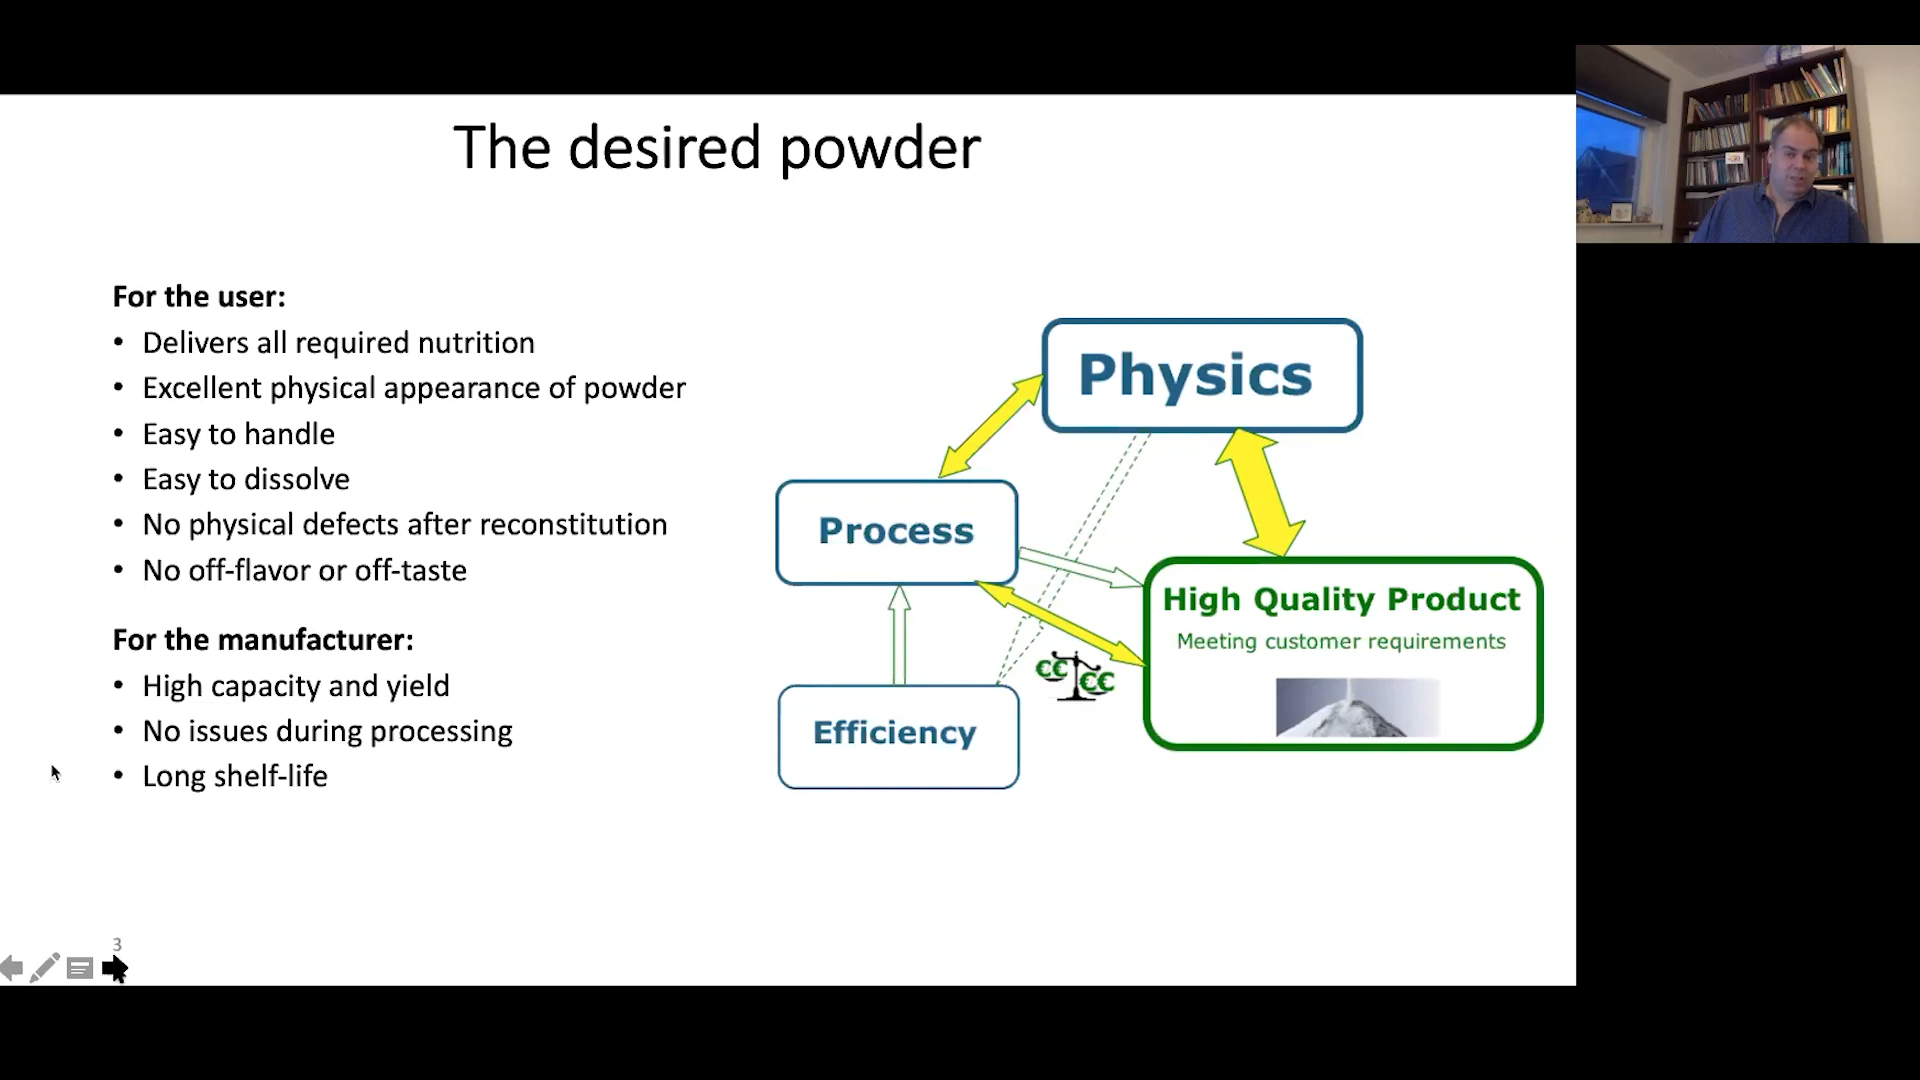 The desired powder
For the user:
• Delivers all required nutrition
• Excellent physical appearance of powder
• Easy to handle
• Easy to dissolve
• No physical defects after reconstitution
• No off-flavor or off-taste
For the manufacturer:
• High capacity and yield
• No issues during processing
• Long shelf-life
Physics
Process
High Quality Product
Meeting customer requirements
€€
€€
Efficiency
3